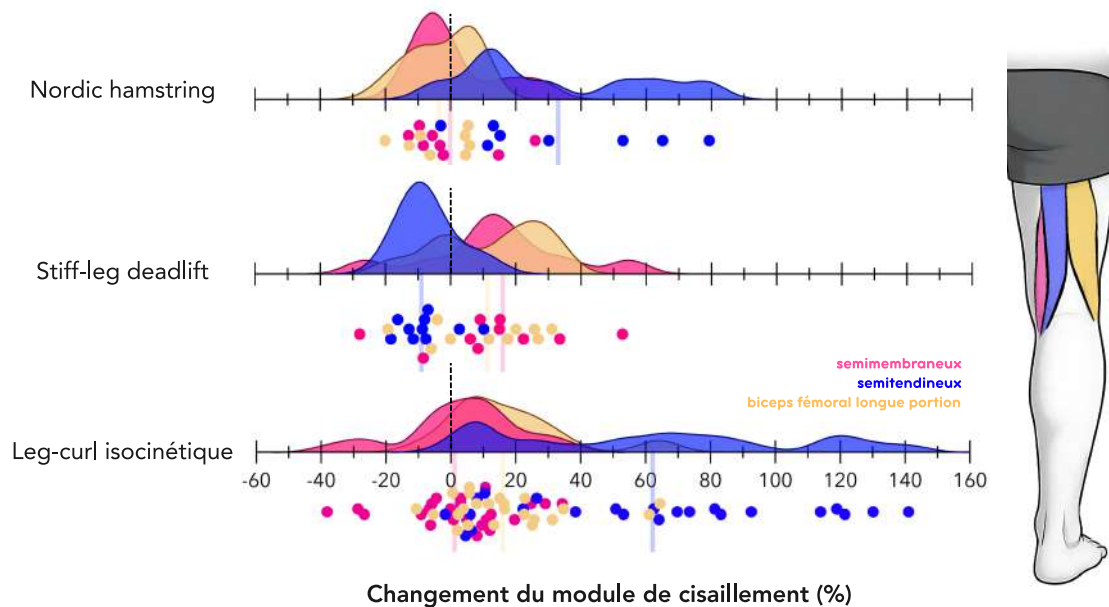 Nordic hamstring
Stiff-leg deadlift
semimembraneux
semitendineux
biceps fémoral longue portion
Leg-curl isocinétique
-60 -40 -20 0 20 40 60 80 100 120 140 160
Changement du module de cisaillement (%)